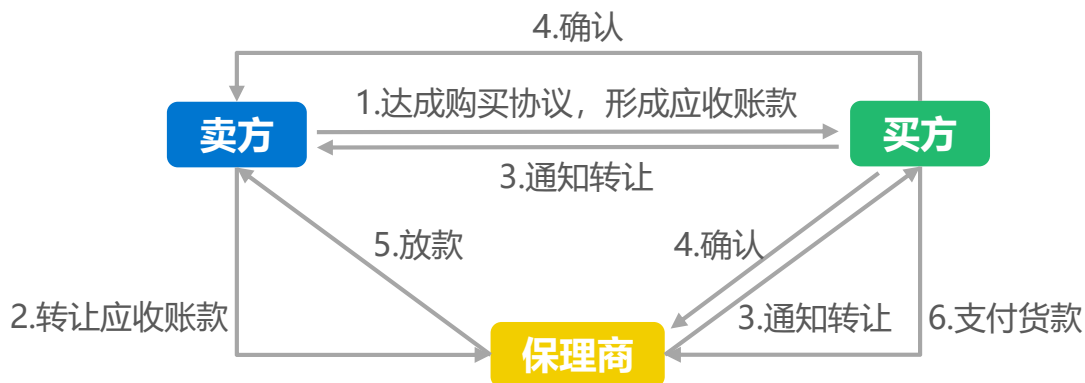 4.确认
1.达成购买协议，形成应收账款
卖方
买方
3.通知转让
5.放款
4.确认
2.转让应收账款
3.通知转让
6.支付货款
保理商